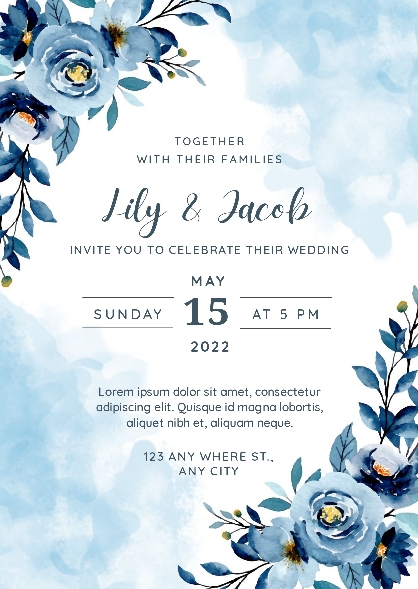 TOGETHER
WITH THEIR FAMILIES
Lily & Jacob
INVITE YOU TO CELEBRATE THEIR WEDDING
MAY
SUNDAY 15 AT 5 PM
2022
Lorem ipsum dolor sit amet, consectetur
adipiscing elit. Quisque id magna lobortis,
aliquet nibh et, aliquam neque.
123 ANY WHERE ST.,
ANY CITY